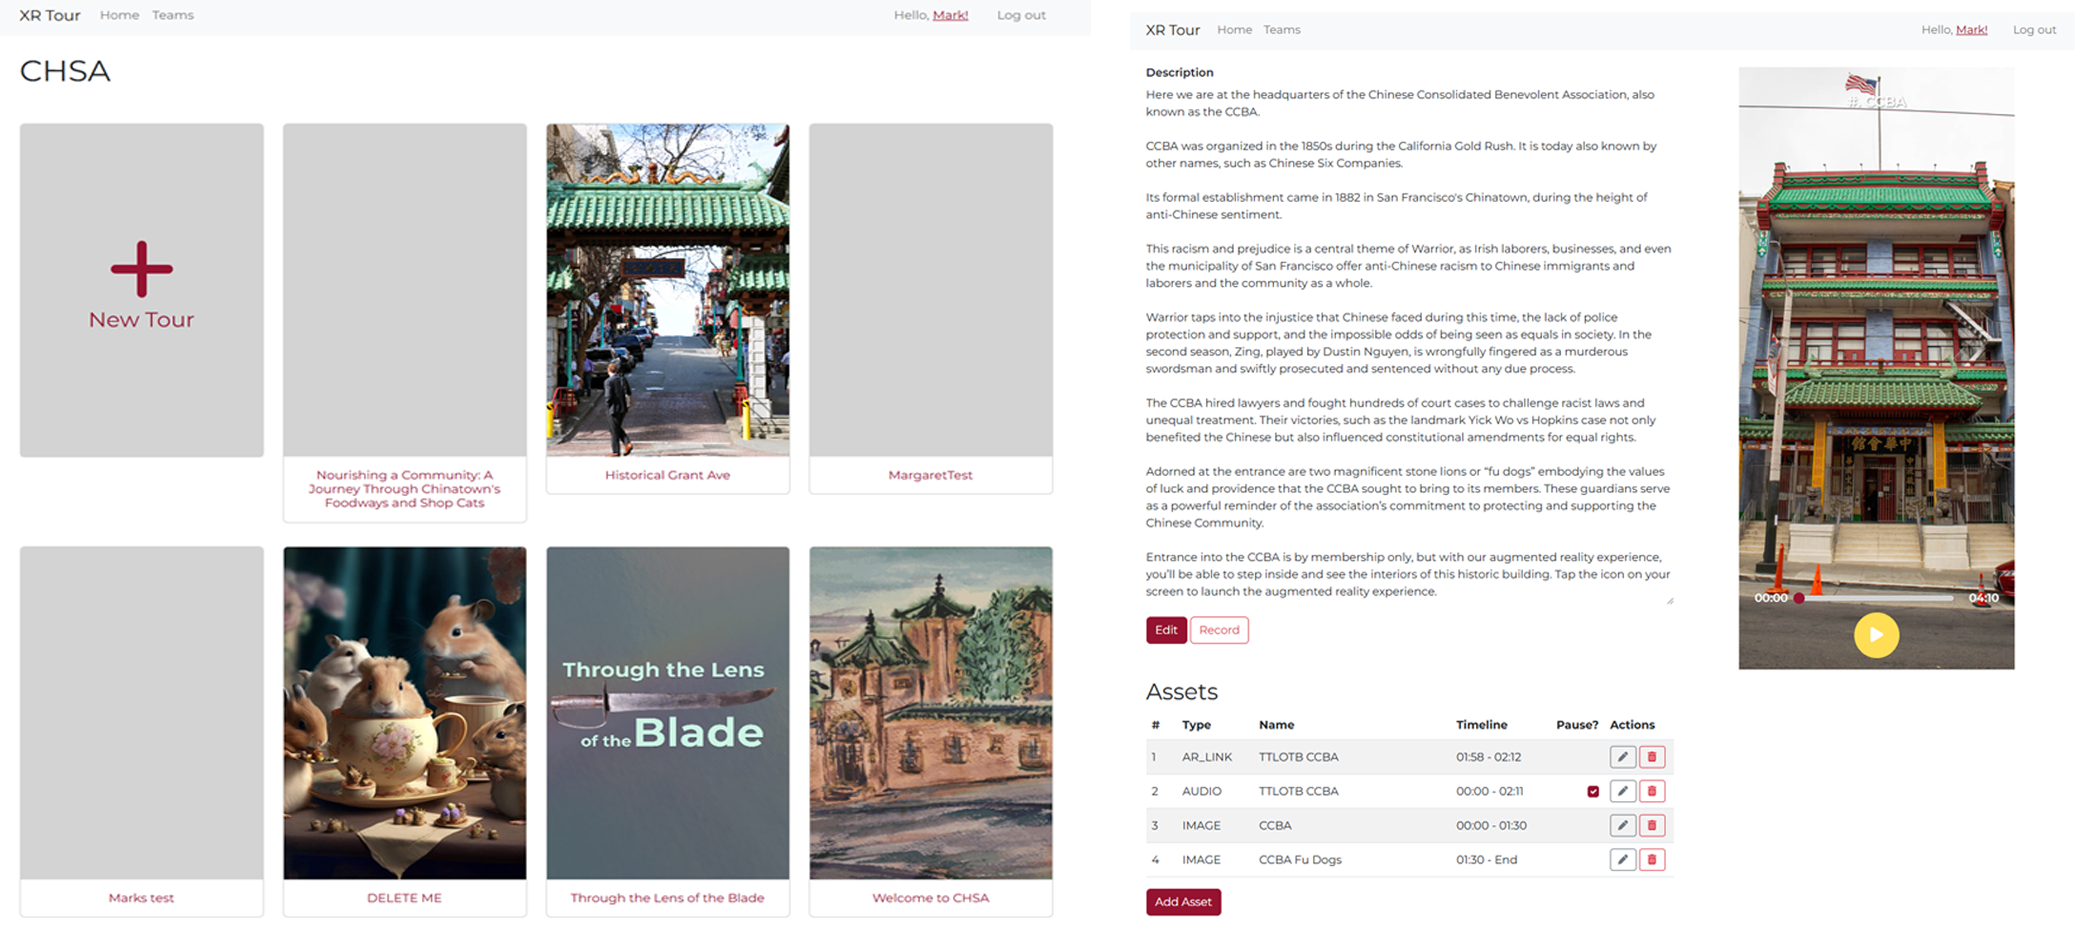 XR Tour Home Teams Hello, Mark! Log out
CHSA
New Tour
Nourishing a Community: A
Journey Through Chinatown's
Foodways and Shop Cats
Historical Grant Ave
MargaretTest
Through the Lens
of the Blade
Marks test
DELETE ME
Through the Lens of the Blade
Welcome to CHSA
XR Tour Home Teams Hello, Mark! Log out
Description
Here we are at the headquarters of the Chinese Consolidated Benevolent Association, also
known as the CCBA.
CCBA was organized in the 1850s during the California Gold Rush. It is today also known by
other names, such as Chinese Six Companies.
Its formal establishment came in 1882 in San Francisco's Chinatown, during the height of
anti-Chinese sentiment.
This racism and prejudice is a central theme of Warrior, as Irish laborers, businesses, and even
the municipality of San Francisco offer anti-Chinese racism to Chinese immigrants and
laborers and the community as a whole.
Warrior taps into the injustice that Chinese faced during this time, the lack of police
protection and support, and the impossible odds of being seen as equals in society. In the
second season, Zing, played by Dustin Nguyen, is wrongfully fingered as a murderous
swordsman and swiftly prosecuted and sentenced without any due process.
The CCBA hired lawyers and fought hundreds of court cases to challenge racist laws and
unequal treatment. Their victories, such as the landmark Yick Wo vs Hopkins case not only
benefited the Chinese but also influenced constitutional amendments for equal rights.
Adorned at the entrance are two magnificent stone lions or “fu dogs” embodying the values
of luck and providence that the CCBA sought to bring to its members. These guardians serve
as a powerful reminder of the association’s commitment to protecting and supporting the
Chinese Community.
Entrance into the CCBA is by membership only, but with our augmented reality experience,
you’ll be able to step inside and see the interiors of this historic building. Tap the icon on your
screen to launch the augmented reality experience.
Edit Record
#. CCBA
館會華中
00:00 04:10
Assets
# Type Name Timeline Pause? Actions
1 AR_LINK TTLOTB CCBA 01:58 - 02:12
2 AUDIO TTLOTB CCBA 00:00 - 02:11
3 IMAGE CCBA 00:00 - 01:30
4 IMAGE CCBA Fu Dogs 01:30 - End
Add Asset